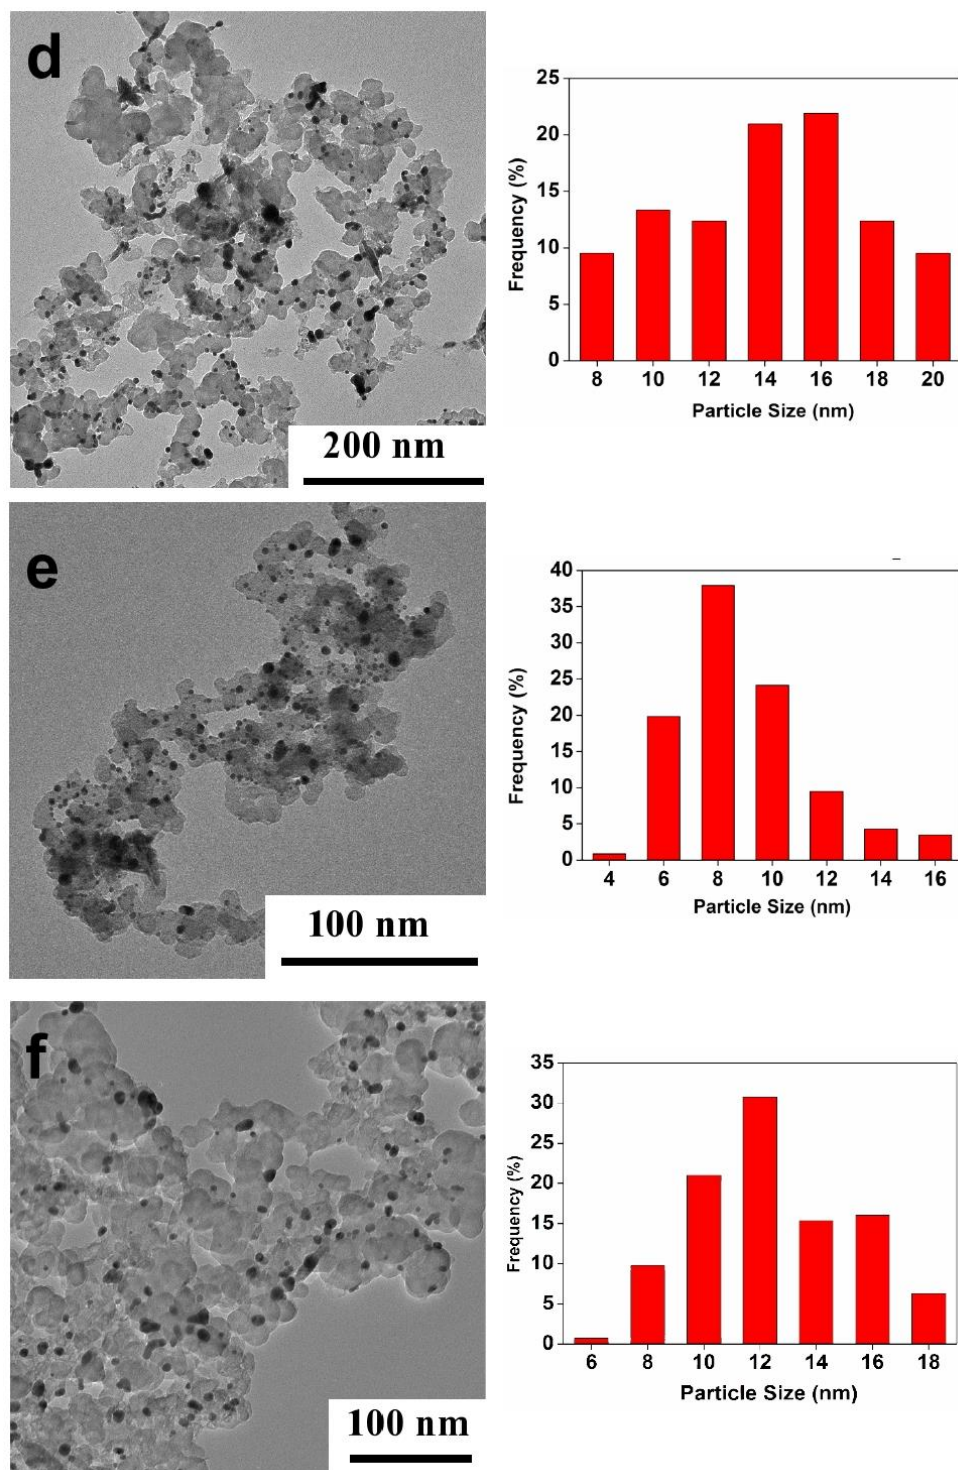 d
200 nm
25
20
15
10
5
0
Frequency (%)
8 10 12 14 16 18 20
Particle Size (nm)
e
100 nm
40
35
30
25
20
15
10
5
0
Frequency (%)
4 6 8 10 12 14 16
Particle Size (nm)
f
100 nm
35
30
25
20
15
10
5
0
Frequency (%)
6 8 10 12 14 16 18
Particle Size (nm)